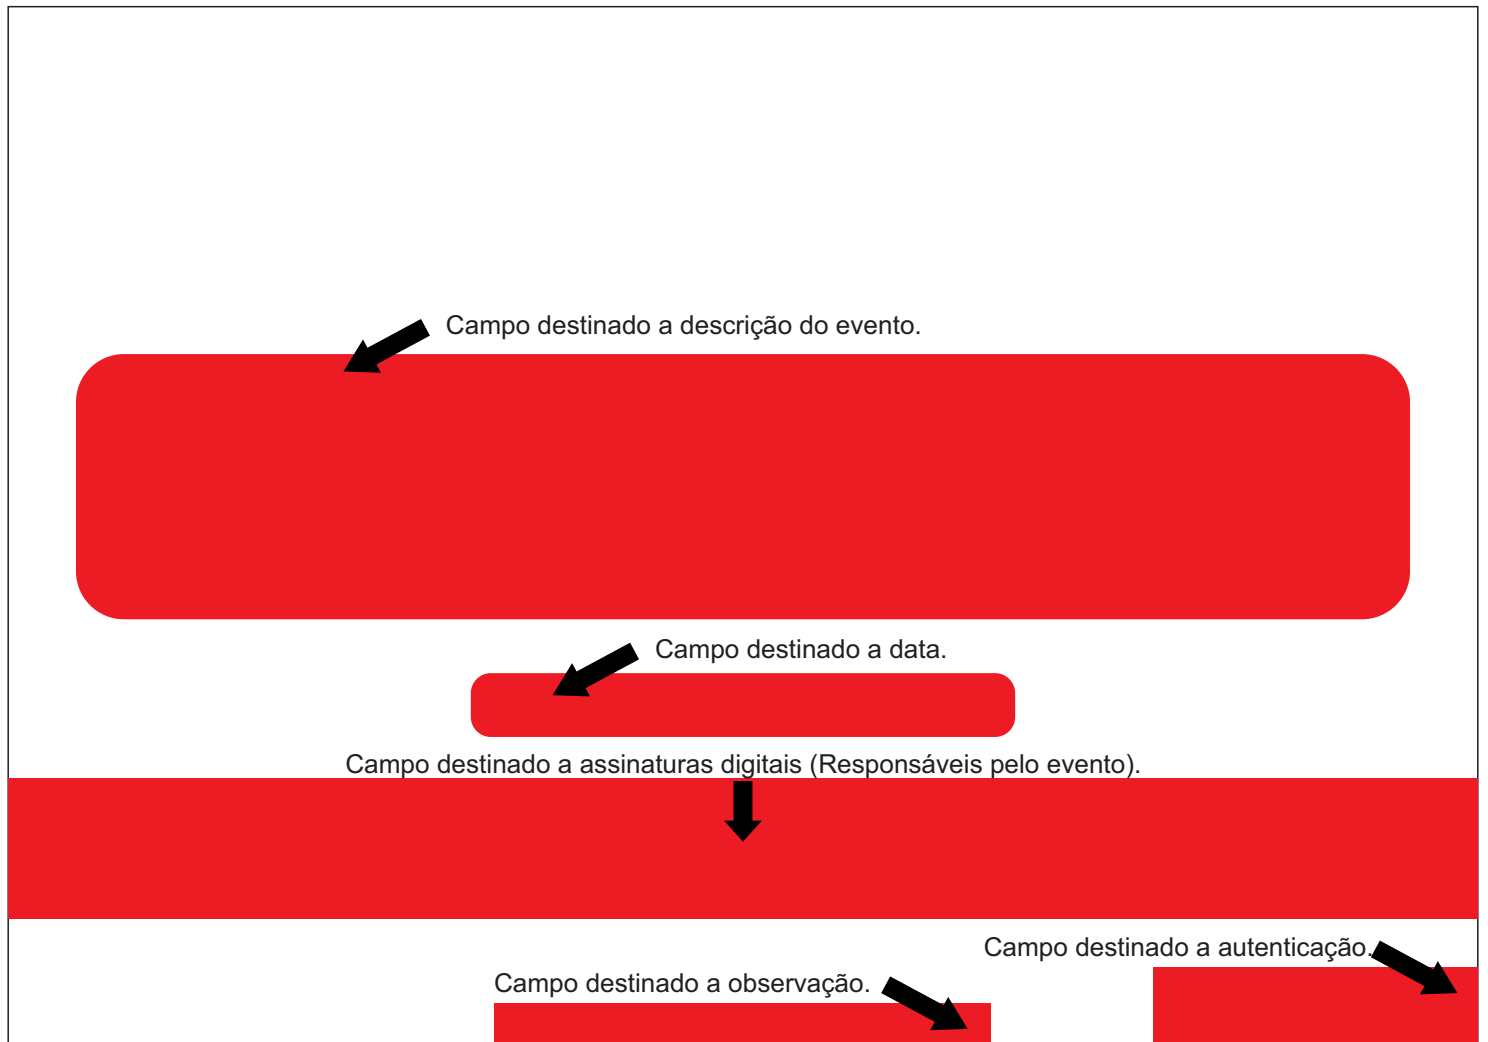 Campo destinado a descrição do evento.
Campo destinado a data.
Campo destinado a assinaturas digitais (Responsáveis pelo evento).
Campo destinado a autenticação.
Campo destinado a observação.